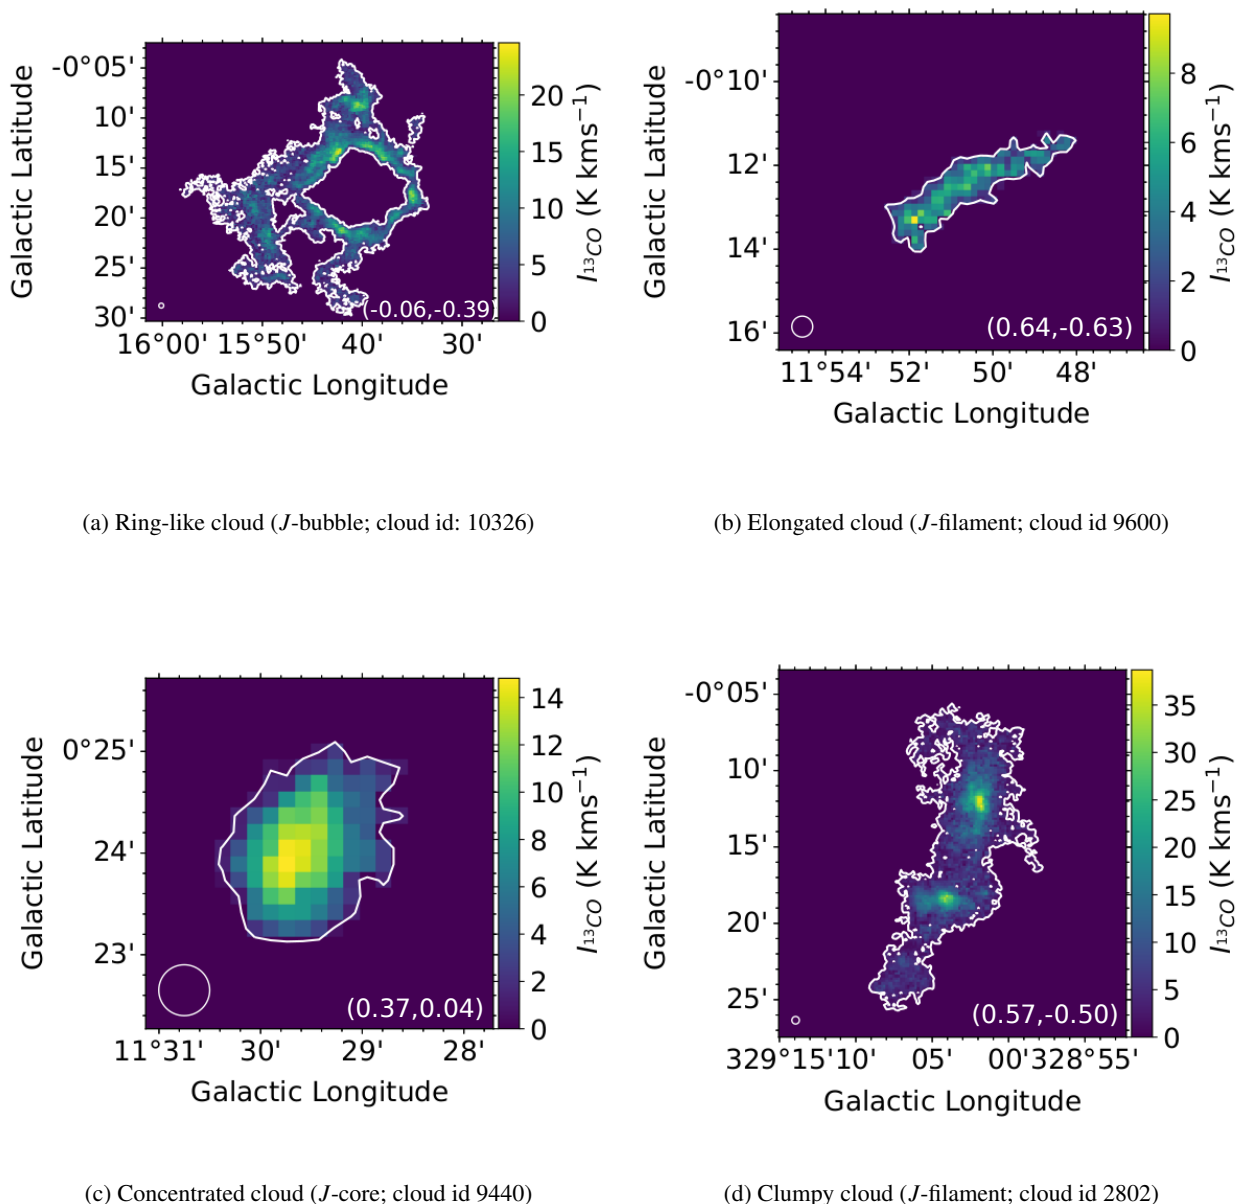 -0°05'
10'
15'
20'
25'
30'
Galactic Latitude
16°00' 15'50' 40' 30'
Galactic Longitude
(-0.06,-0.39)
20
15
10
5
0
I13CO (K kms−1)
(a) Ring-like cloud (J-bubble; cloud id: 10326)
-0°10'
12'
14'
16'
Galactic Latitude
11°54' 52' 50' 48'
Galactic Longitude
(0.64,-0.63)
8
6
4
2
0
I13CO (K kms−1)
(b) Elongated cloud (J-filament; cloud id 9600)
0°25'
24'
23'
Galactic Latitude
11°31' 30' 29' 28'
Galactic Longitude
(0.37,0.04)
14
12
10
8
6
4
2
0
I13CO (K kms−1)
(c) Concentrated cloud (J-core; cloud id 9440)
-0°05'
10'
15'
20'
25'
Galactic Latitude
329°15'10' 05' 00'328°55'
Galactic Longitude
(0.57,-0.50)
35
30
25
20
15
10
5
0
I13CO (K kms−1)
(d) Clumpy cloud (J-filament; cloud id 2802)